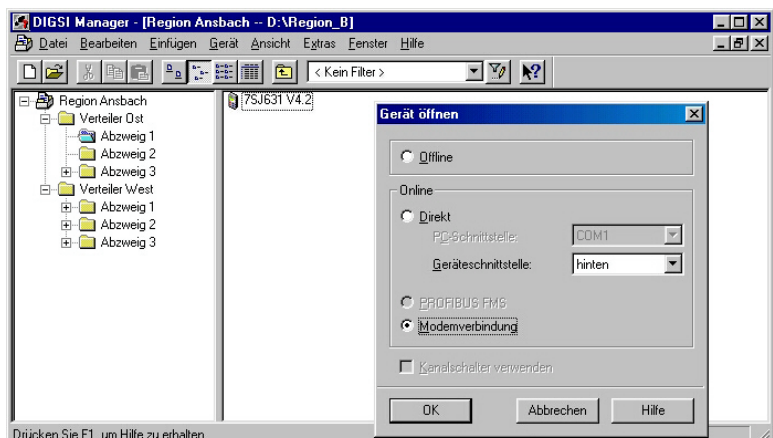 DIGSI Manager - [Region Ansbach -- D:\Region_B]
Datei Bearbeiten Einfügen Gerät Ansicht Extras Fenster Hilfe
< Kein Filter >
Region Ansbach
Verteiler Ost
Abzweig 1
Abzweig 2
Abzweig 3
Verteiler West
Abzweig 1
Abzweig 2
Abzweig 3
7SJ631 V4.2
Gerät öffnen
Offline
Online
Direkt
PC-Schnittstelle: COM1
Geräteschnittstelle: hinten
PROFIBUS FMS
Modemverbindung
Kanalschalter verwenden
OK Abbrechen Hilfe
Drücken Sie F1, um Hilfe zu erhalten.